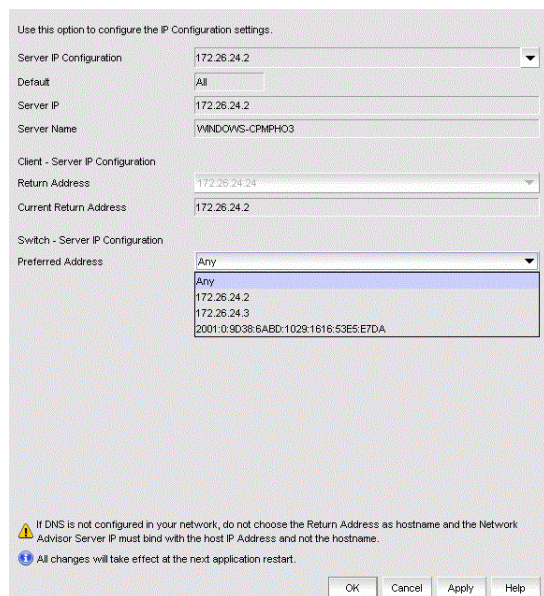 Use this option to configure the IP Configuration settings.
Server IP Configuration 172.26.24.2
Default All
Server IP 172.26.24.2
Server Name WINDOWS-CPMPHO3
Client - Server IP Configuration
Return Address 172.26.24.24
Current Return Address 172.26.24.2
Switch - Server IP Configuration
Preferred Address Any
Any
172.26.24.2
172.26.24.3
2001:0:9D38:6ABD:1029:1616:53E5:E7DA
If DNS is not configured in your network, do not choose the Return Address as hostname and the Network
Advisor Server IP must bind with the host IP Address and not the hostname.
All changes will take effect at the next application restart.
OK Cancel Apply Help